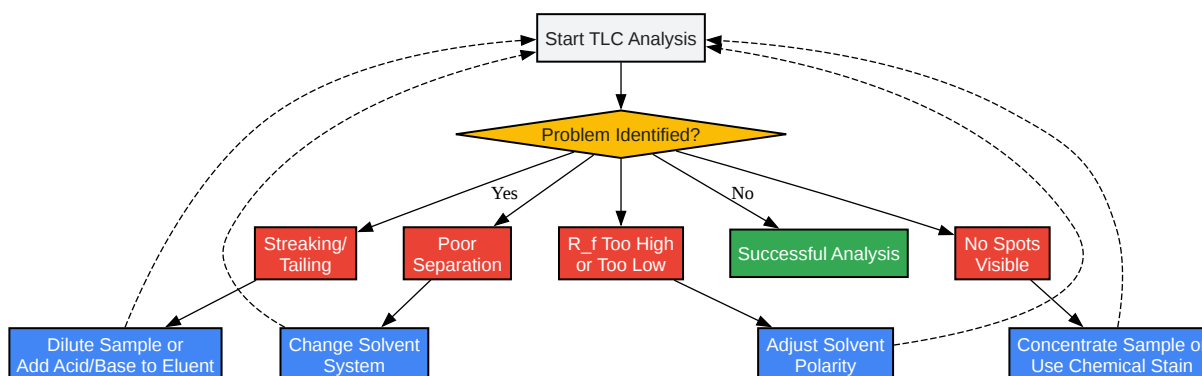 Start TLC Analysis
Problem Identified?
Yes
No
Streaking/
Tailing
Poor
Separation
R_f Too High
or Too Low
Successful Analysis
No Spots
Visible
Dilute Sample or
Add Acid/Base to Eluent
Change Solvent
System
Adjust Solvent
Polarity
Concentrate Sample or
Use Chemical Stain